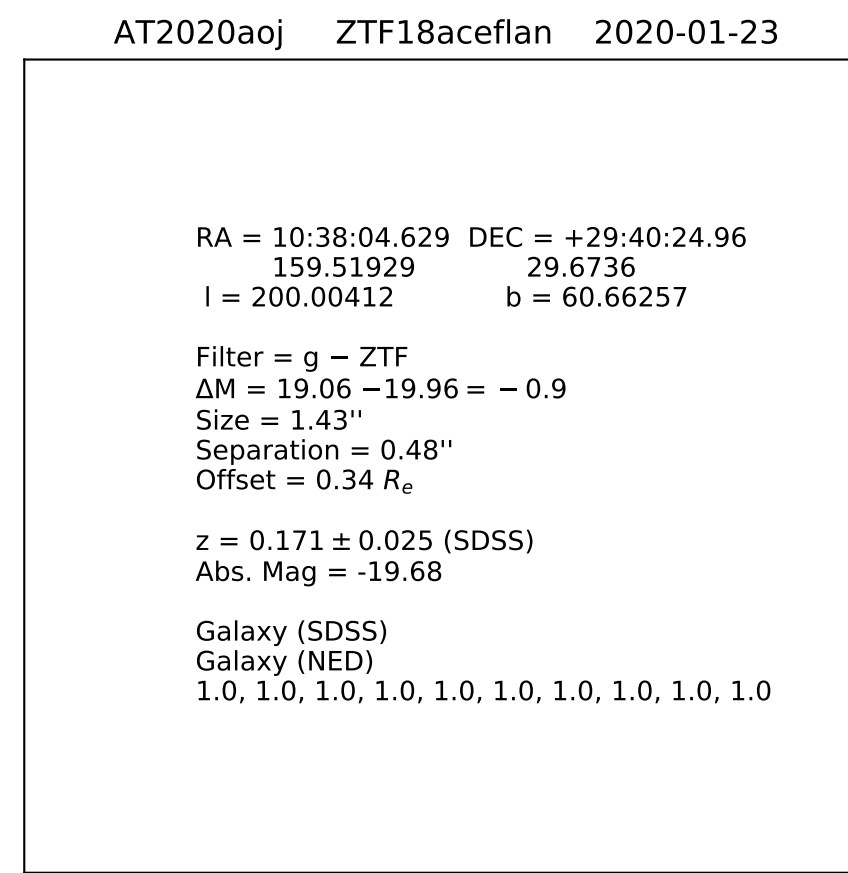 AT2020aoj ZTF18aceflan 2020-01-23
RA = 10:38:04.629 DEC = +29:40:24.96
159.51929 29.6736
l = 200.00412 b = 60.66257
Filter = g − ZTF
ΔM = 19.06 −19.96 = − 0.9
Size = 1.43''
Separation = 0.48''
Offset = 0.34 Re
z = 0.171 ± 0.025 (SDSS)
Abs. Mag = -19.68
Galaxy (SDSS)
Galaxy (NED)
1.0, 1.0, 1.0, 1.0, 1.0, 1.0, 1.0, 1.0, 1.0, 1.0